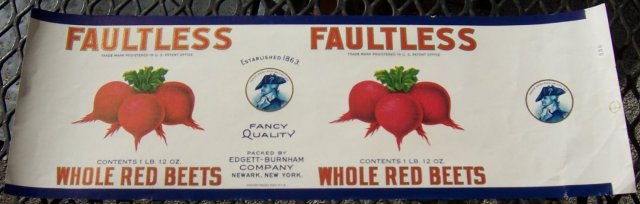 FAULTLESS
TRADE MARK REGISTERED IN U.S. PATENT OFFICE
CONTENTS 1 LB. 12 OZ.
WHOLE RED BEETS
ESTABLISHED 1863.
FANCY
QUALITY
PACKED BY
EDGETT-BURNHAM
COMPANY
NEWARK, NEW YORK.
FAULTLESS
TRADE MARK REGISTERED IN U.S. PATENT OFFICE
CONTENTS 1 LB. 12 OZ.
WHOLE RED BEETS